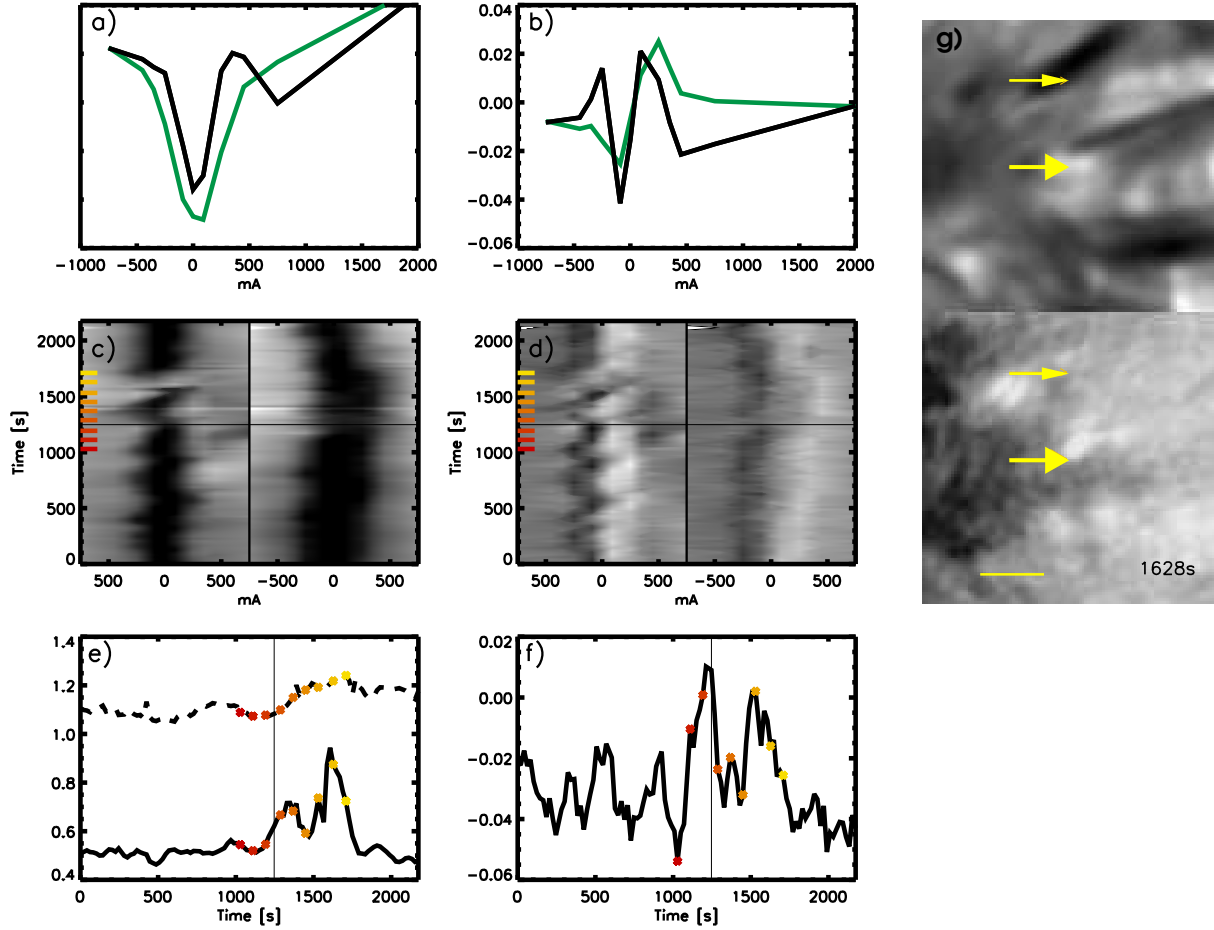 a)
-1000 -500 0 500 1000 1500 2000
mA
b)
0.04
0.02
0.00
-0.02
-0.04
-0.06
-1000 -500 0 500 1000 1500 2000
mA
g)
c)
2000
1500
1000
500
0
Time [s]
500 0 500 -500 0 500
mA
d)
2000
1500
1000
500
0
Time [s]
500 0 500 -500 0 500
mA
1628s
e)
1.4
1.2
1.0
0.8
0.6
0.4
0 500 1000 1500 2000
Time [s]
f)
0.02
0.00
-0.02
-0.04
-0.06
0 500 1000 1500 2000
Time [s]